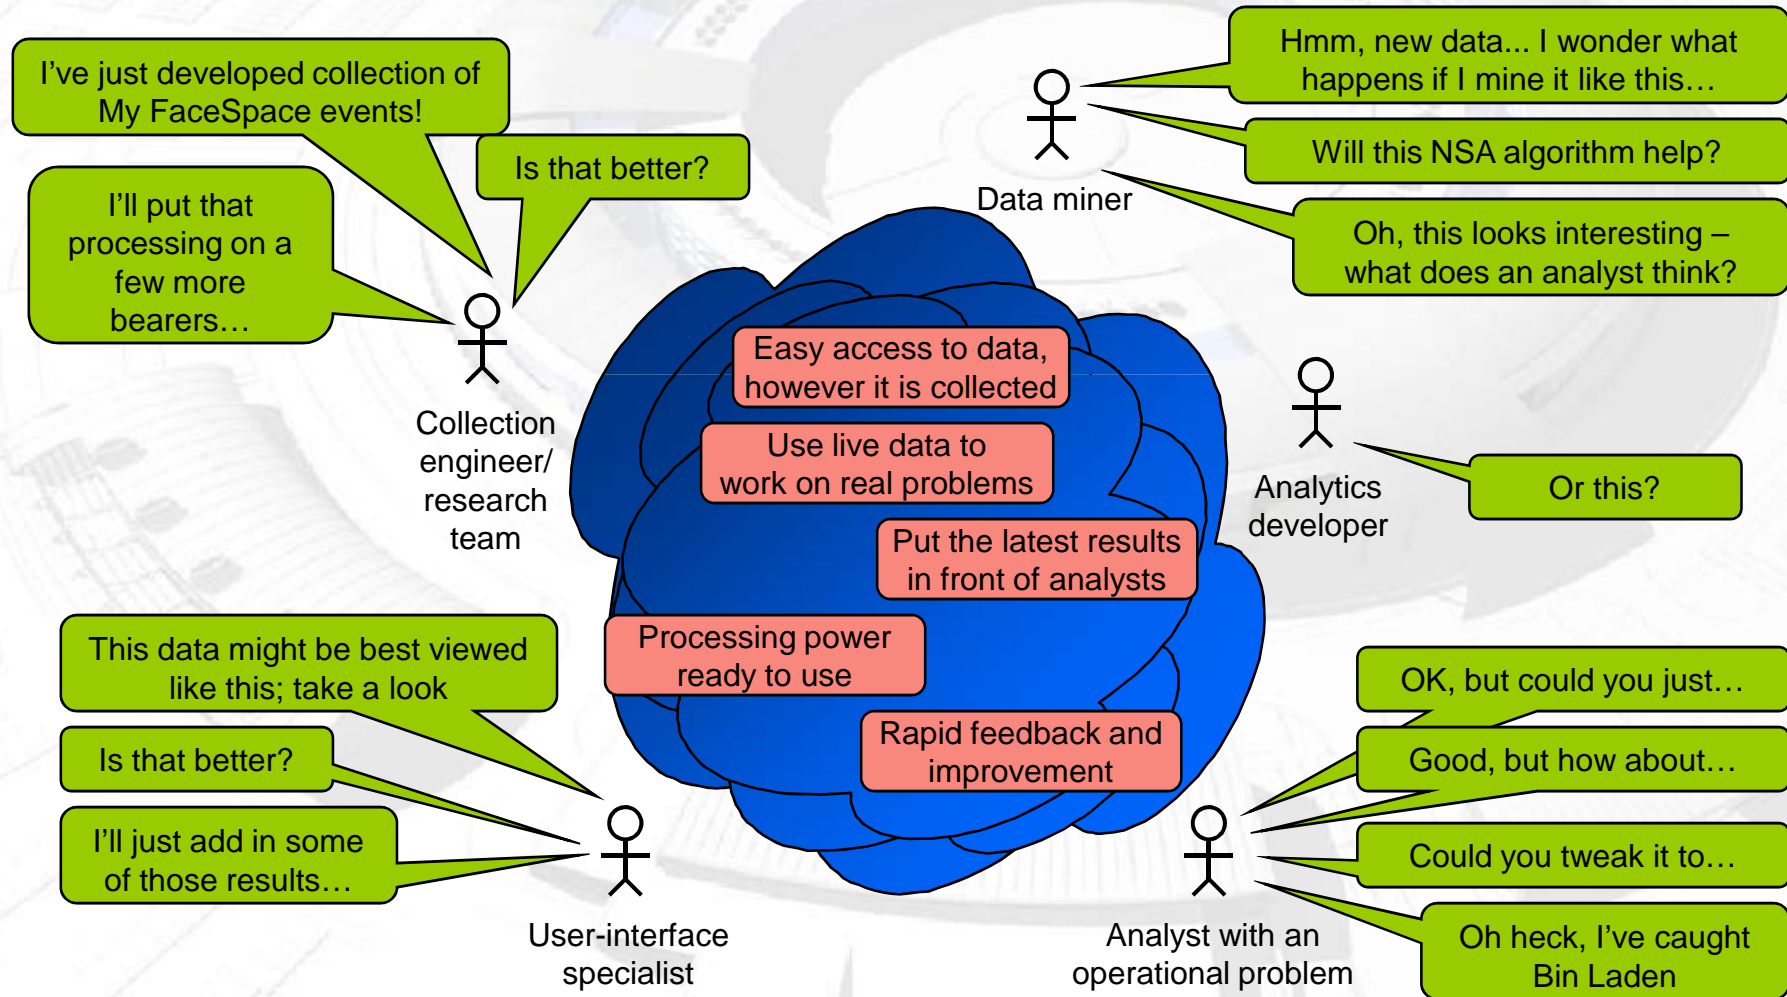 I've just developed collection of
My FaceSpace events!
Is that better?
I'll put that
processing on a
few more
bearers…
Collection
engineer/
research
team
Hmm, new data... I wonder what
happens if I mine it like this…
Will this NSA algorithm help?
Oh, this looks interesting –
what does an analyst think?
Data miner
Easy access to data,
however it is collected
Use live data to
work on real problems
Put the latest results
in front of analysts
Processing power
ready to use
Rapid feedback and
improvement
Analytics
developer
Or this?
This data might be best viewed
like this; take a look
Is that better?
I'll just add in some
of those results…
User-interface
specialist
OK, but could you just…
Good, but how about…
Could you tweak it to…
Oh heck, I've caught
Bin Laden
Analyst with an
operational problem